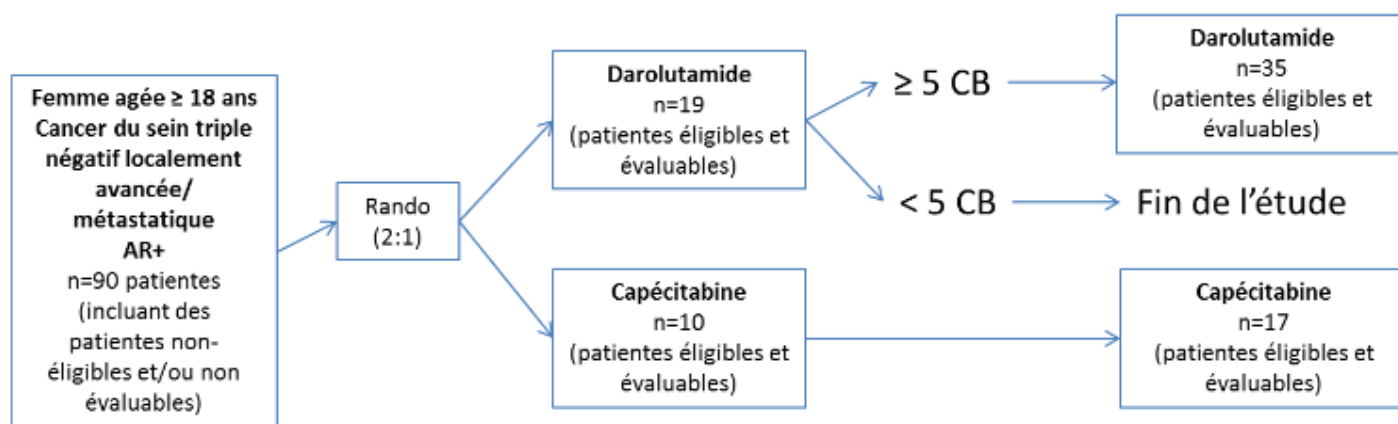 Femme agée ≥ 18 ans
Cancer du sein triple
négatif localement
avancée/
métastatique
AR+
n=90 patientes
(incluant des
patientes non-
éligibles et/ou non
évaluables)
Rando
(2:1)
Darolutamide
n=19
(patientes éligibles et
évaluables)
≥ 5 CB
Darolutamide
n=35
(patientes éligibles et
évaluables)
< 5 CB
Fin de l'étude
Capécitabine
n=10
(patientes éligibles et
évaluables)
Capécitabine
n=17
(patientes éligibles et
évaluables)